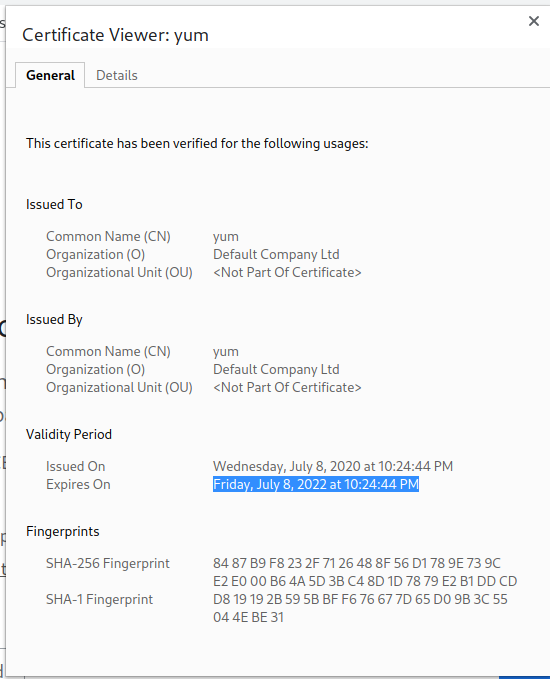 Certificate Viewer: yum
General Details
This certificate has been verified for the following usages:
Issued To
Common Name (CN) yum
Organization (O) Default Company Ltd
Organizational Unit (OU) <Not Part Of Certificate>
Issued By
Common Name (CN) yum
Organization (O) Default Company Ltd
Organizational Unit (OU) <Not Part Of Certificate>
Validity Period
Issued On Wednesday, July 8, 2020 at 10:24:44 PM
Expires On Friday, July 8, 2022 at 10:24:44 PM
Fingerprints
SHA-256 Fingerprint 84 87 B9 F8 23 2F 71 26 48 8F 56 D1 78 9E 73 9C
E2 E0 00 B6 4A 5D 3B C4 8D 1D 78 79 E2 B1 DD CD
SHA-1 Fingerprint D8 19 19 2B 59 5B BF F6 76 67 7D 65 D0 9B 3C 55
04 4E BE 31